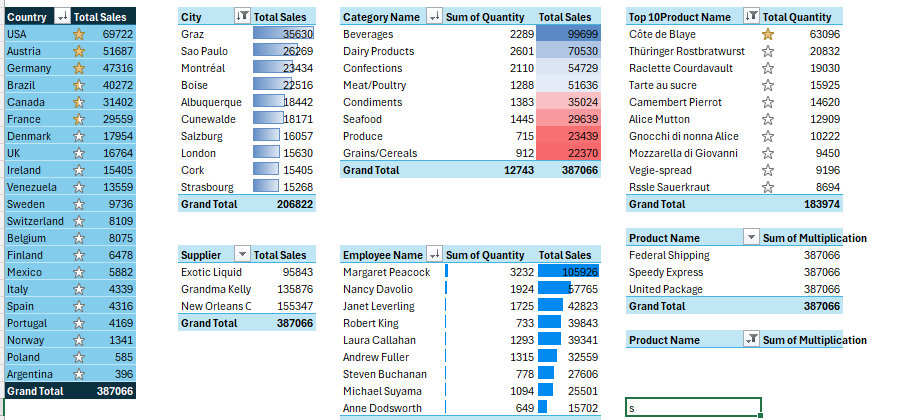 Country Total Sales
USA 69722
Austria 51687
Germany 47316
Brazil 40272
Canada 31402
France 29559
Denmark 17954
UK 16764
Ireland 15405
Venezuela 13559
Sweden 9736
Switzerland 8109
Belgium 8075
Finland 6478
Mexico 5882
Italy 4339
Spain 4316
Portugal 4169
Norway 1341
Poland 585
Argentina 396
Grand Total 387066
City Total Sales
Graz 35630
Sao Paulo 26269
Montréal 23434
Boise 22516
Albuquerque 18442
Cunewalde 18171
Salzburg 16057
London 15630
Cork 15405
Strasbourg 15268
Grand Total 206822
Supplier Total Sales
Exotic Liquid 95843
Grandma Kelly 135876
New Orleans C 155347
Grand Total 387066
Category Name Sum of Quantity Total Sales
Beverages 2289 99699
Dairy Products 2601 70530
Confections 2110 54729
Meat/Poultry 1288 51636
Condiments 1383 35024
Seafood 1445 29639
Produce 715 23439
Grains/Cereals 912 22370
Grand Total 12743 387066
Employee Name Sum of Quantity Total Sales
Margaret Peacock 3232 105926
Nancy Davolio 1924 57765
Janet Leverling 1725 42823
Robert King 733 39843
Laura Callahan 1293 39341
Andrew Fuller 1315 32559
Steven Buchanan 778 27606
Michael Suyama 1094 25501
Anne Dodsworth 649 15702
Top 10Product Name Total Quantity
Côte de Blaye 63096
Thüringer Rostbratwurst 20832
Raclette Courdavault 19030
Tarte au sucre 15925
Camembert Pierrot 14620
Alice Mutton 12909
Gnocchi di nonna Alice 10222
Mozzarella di Giovanni 9450
Vegie-spread 9196
Rssle Sauerkraut 8694
Grand Total 183974
Product Name Sum of Multiplication
Federal Shipping 387066
Speedy Express 387066
United Package 387066
Grand Total 387066
Product Name Sum of Multiplication
s